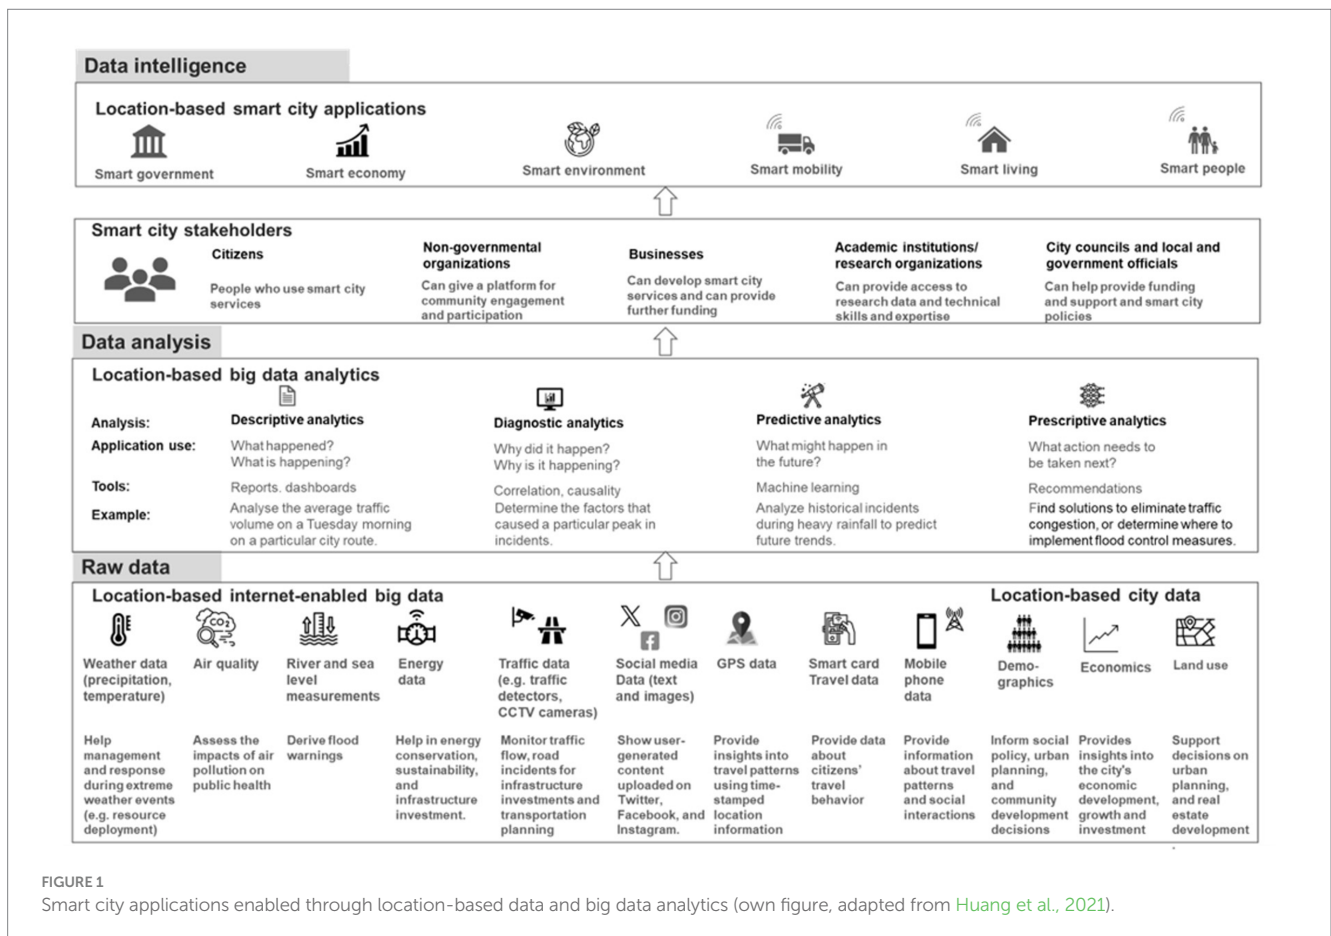 Data intelligence
Location-based smart city applications
Smart government
Smart economy
Smart environment
Smart mobility
Smart living
Smart people
Smart city stakeholders
Citizens
People who use smart city
services
Non-governmental
organizations
Can give a platform for
community engagement
and participation
Businesses
Can develop smart city
services and can provide
further funding
Academic institutions/
research organizations
Can provide access to
research data and technical
skills and expertise
City councils and local and
government officials
Can help provide funding
and support and smart city
policies
Data analysis
Location-based big data analytics
Analysis:
Descriptive analytics
Diagnostic analytics
Predictive analytics
Prescriptive analytics
Application use:
What happened?
What is happening?
Why did it happen?
Why is it happening?
What might happen in
the future?
What action needs to
be taken next?
Tools:
Reports. dashboards
Correlation, causality
Machine learning
Recommendations
Example:
Analyse the average traffic
volume on a Tuesday morning
on a particular city route.
Determine the factors that
caused a particular peak in
incidents.
Analyze historical incidents
during heavy rainfall to predict
future trends.
Find solutions to eliminate traffic
congestion, or determine where to
implement flood control measures.
Raw data
Location-based internet-enabled big data
Location-based city data
CO2
Weather data
(precipitation,
temperature)
Air quality
River and sea
level
measurements
Energy
data
Traffic data
(e.g. traffic
detectors,
CCTV cameras)
Social media
Data (text
and images)
GPS data
Smart card
Travel data
Mobile
phone
data
Demo-
graphics
Economics
Land use
Help
management
and response
during extreme
weather events
(e.g. resource
deployment)
Assess the
impacts of air
pollution on
public health
Derive flood
warnings
Help in energy
conservation,
sustainability,
and
infrastructure
investment.
Monitor traffic
flow, road
incidents for
infrastructure
investments and
transportation
planning
Show user-
generated
content
uploaded on
Twitter,
Facebook, and
Instagram.
Provide
insights into
travel patterns
using time-
stamped
location
information
Provide data
about
citizens'
travel
behavior
Provide
information
about travel
patterns
and social
interactions
Inform social
policy, urban
planning,
and
community
development
decisions
Provides
insights into
the city's
economic
development,
growth and
investment
Support
decisions on
urban
planning,
and real
estate
development
.
FIGURE 1
Smart city applications enabled through location-based data and big data analytics (own figure, adapted from Huang et al., 2021).